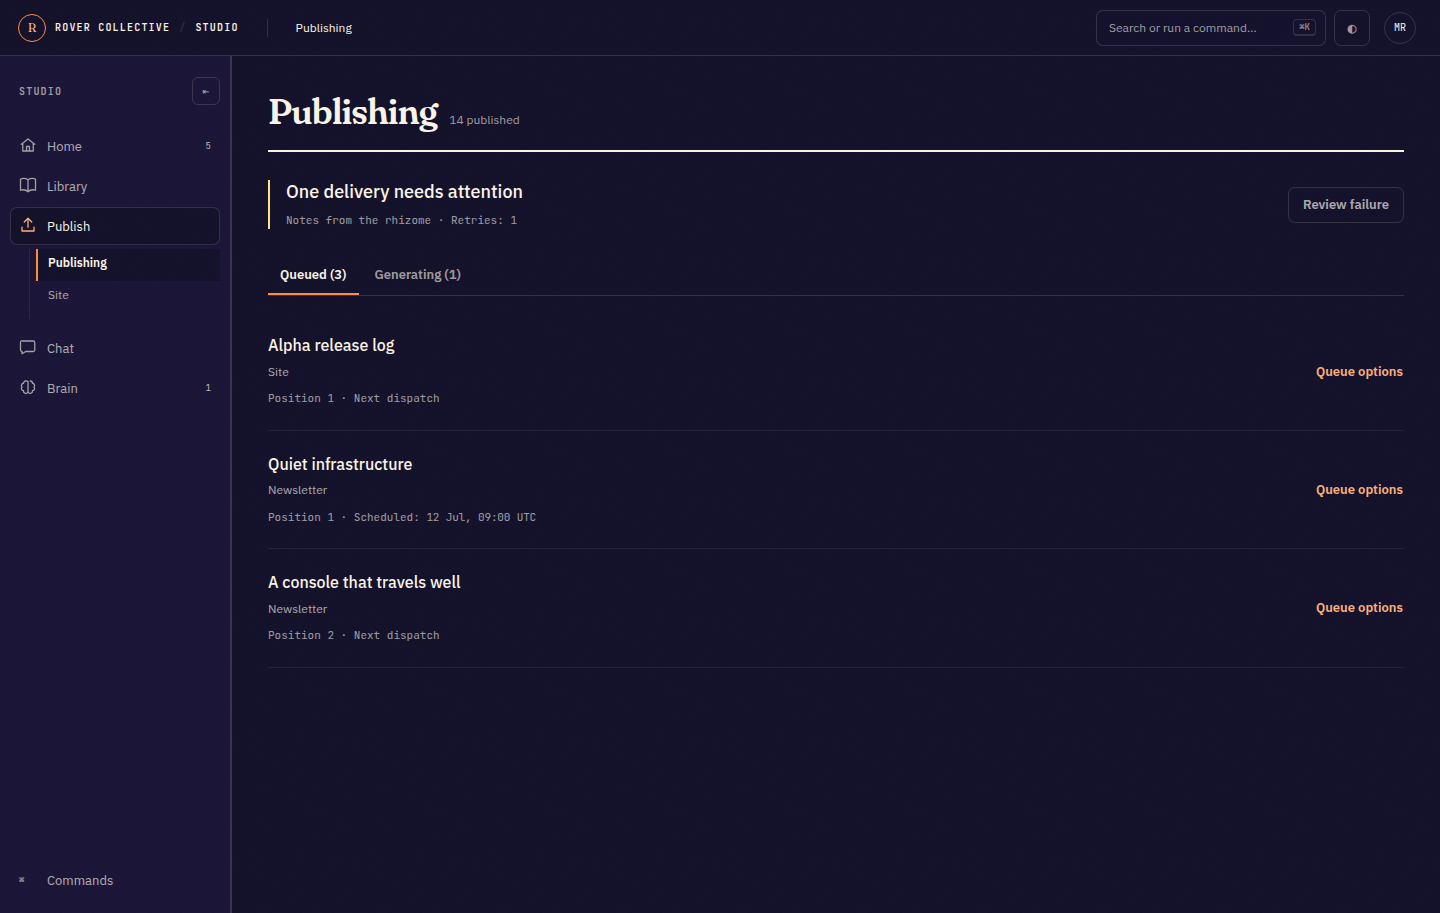 R ROVER COLLECTIVE / STUDIO Publishing Search or run a command... ⌘K MR
STUDIO
Home 5
Library
Publish
Publishing
Site
Chat
Brain 1
⌘ Commands
Publishing 14 published
One delivery needs attention
Notes from the rhizome · Retries: 1
Review failure
Queued (3) Generating (1)
Alpha release log
Site
Position 1 · Next dispatch
Queue options
Quiet infrastructure
Newsletter
Position 1 · Scheduled: 12 Jul, 09:00 UTC
Queue options
A console that travels well
Newsletter
Position 2 · Next dispatch
Queue options